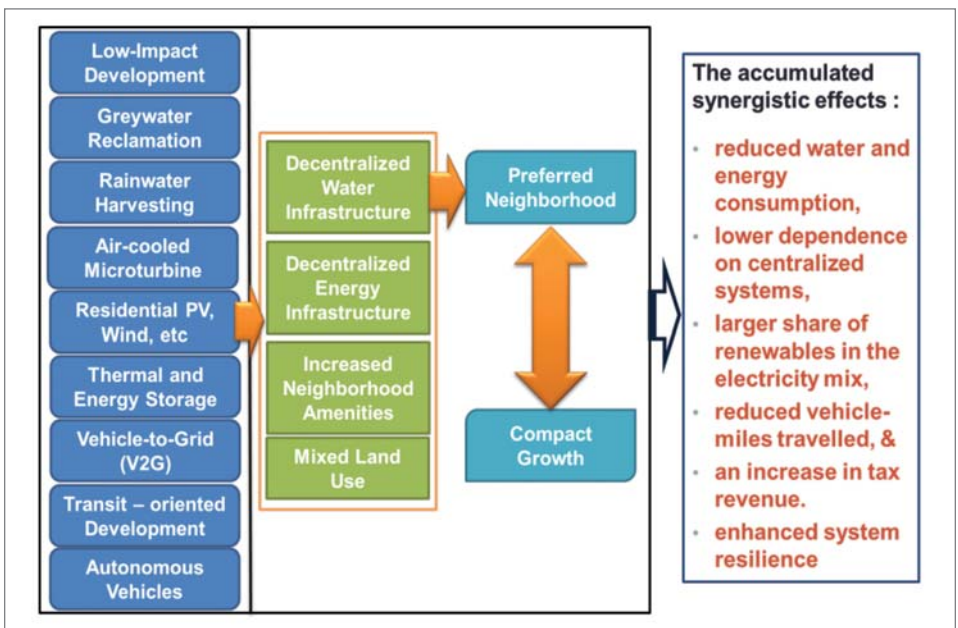 Low-Impact
Development
Greywater
Reclamation
Rainwater
Harvesting
Air-cooled
Microturbine
Residential PV,
Wind, etc
Thermal and
Energy Storage
Vehicle-to-Grid
(V2G)
Transit – oriented
Development
Autonomous
Vehicles
Decentralized
Water
Infrastructure
Decentralized
Energy
Infrastructure
Increased
Neighborhood
Amenities
Mixed Land
Use
Preferred
Neighborhood
Compact
Growth
The accumulated
synergistic effects :
• reduced water and
energy
consumption,
• lower dependence
on centralized
systems,
• larger share of
renewables in the
electricity mix,
• reduced vehicle-
miles travelled, &
• an increase in tax
revenue.
• enhanced system
resilience